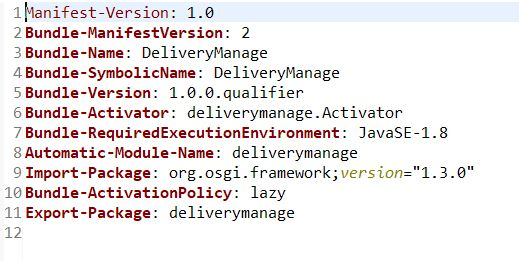 1 Manifest-Version: 1.0
2 Bundle-ManifestVersion: 2
3 Bundle-Name: DeliveryManage
4 Bundle-SymbolicName: DeliveryManage
5 Bundle-Version: 1.0.0.qualifier
6 Bundle-Activator: deliverymanage.Activator
7 Bundle-RequiredExecutionEnvironment: JavaSE-1.8
8 Automatic-Module-Name: deliverymanage
9 Import-Package: org.osgi.framework;version="1.3.0"
10 Bundle-ActivationPolicy: lazy
11 Export-Package: deliverymanage
12